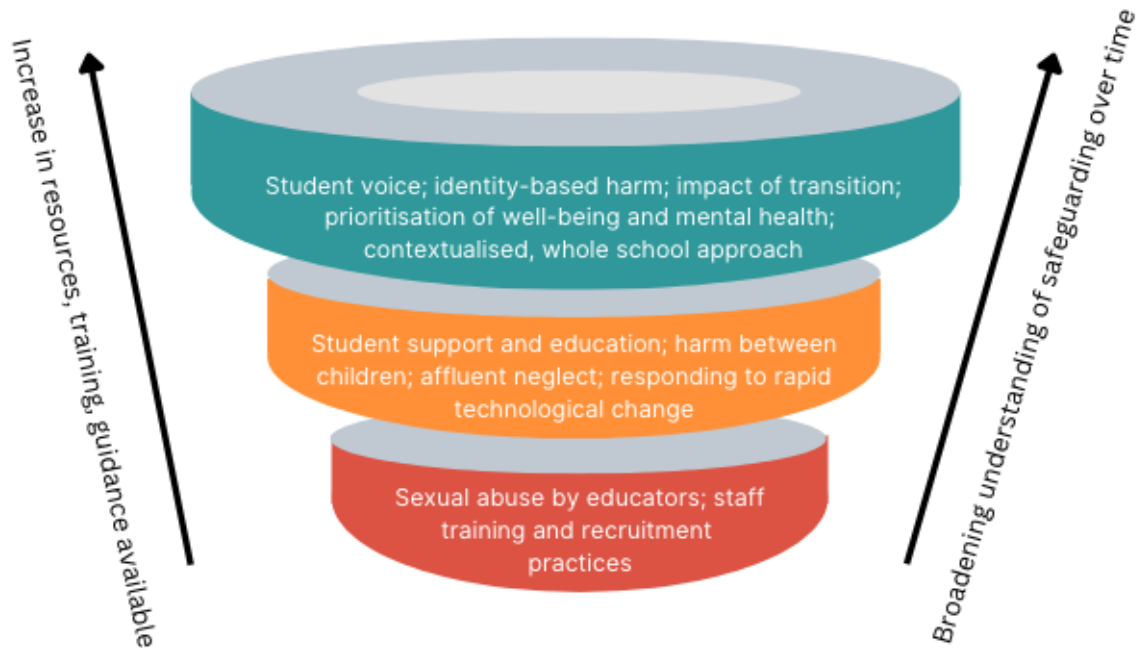 Increase in resources, training, guidance available
Broadening understanding of safeguarding over time
Student voice; identity-based harm; impact of transition;
prioritisation of well-being and mental health;
contextualised, whole school approach
Student support and education; harm between
children; affluent neglect; responding to rapid
technological change
Sexual abuse by educators; staff
training and recruitment
practices